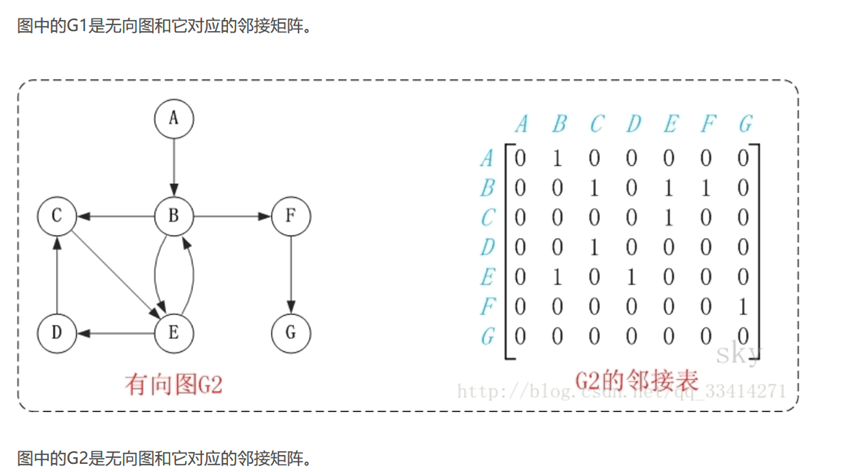 图中的G1是无向图和它对应的邻接矩阵。
A
C B F
D E G
有向图G2
A B C D E F G
A 0 1 0 0 0 0 0
B 0 0 1 0 1 1 0
C 0 0 0 0 1 0 0
D 0 0 1 0 0 0 0
E 0 1 0 1 0 0 0
F 0 0 0 0 0 0 1
G 0 0 0 0 0 0 0
sky
G2的邻接表
http://blog.csdn.net/qq_33414271
图中的G2是无向图和它对应的邻接矩阵。